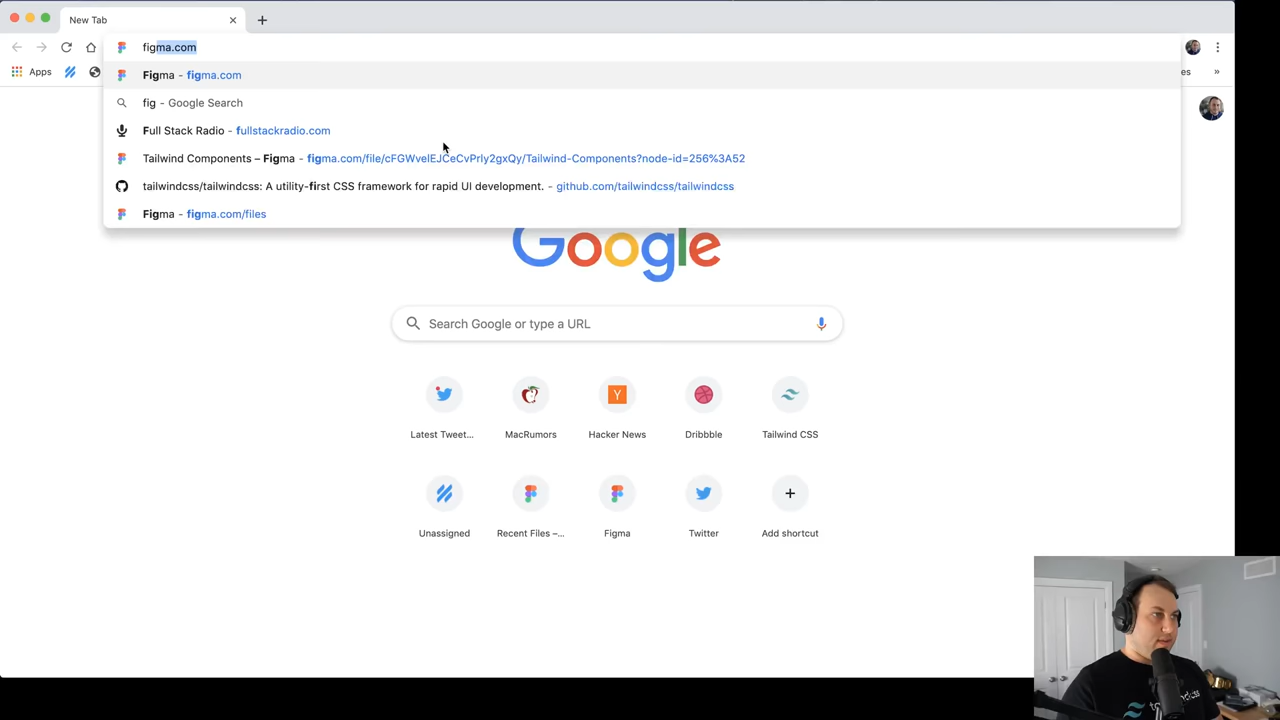 New Tab
figma.com
Apps
es
»
Figma - figma.com
fig - Google Search
Full Stack Radio - fullstackradio.com
Tailwind Components – Figma - figma.com/file/cFGWvelEJCeCvPrly2gxQy/Tailwind-Components?node-id=256%3A52
tailwindcss/tailwindcss: A utility-first CSS framework for rapid UI development. - github.com/tailwindcss/tailwindcss
Figma - figma.com/files
Google
Search Google or type a URL
Latest Tweet...
MacRumors
Hacker News
Dribbble
Tailwind CSS
Unassigned
Recent Files –...
Figma
Twitter
Add shortcut